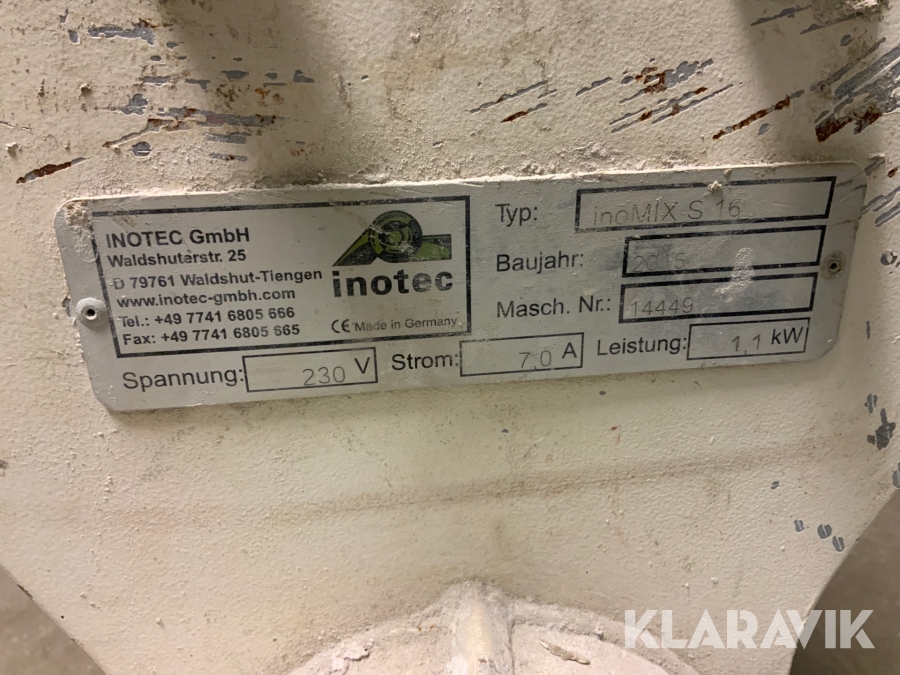 INOTEC GmbH
Waldshuterstr. 25
D 79761 Waldshut-Tiengen
www.inotec-gmbh.com
Tel.: +49 7741 6805 666
Fax: +49 7741 6805 665
inotec
CE Made in Germany
Typ: inoMIX S 16
Baujahr: 2015
Masch. Nr.: 14449
Spannung: 230 V Strom: 7,0 A Leistung: 1,1 kW
KLARAVIK